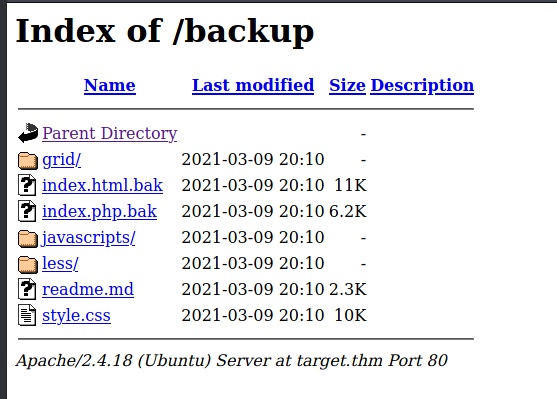 Index of /backup
Name Last modified Size Description
Parent Directory -
grid/ 2021-03-09 20:10 -
index.html.bak 2021-03-09 20:10 11K
index.php.bak 2021-03-09 20:10 6.2K
javascripts/ 2021-03-09 20:10 -
less/ 2021-03-09 20:10 -
readme.md 2021-03-09 20:10 2.3K
style.css 2021-03-09 20:10 10K
Apache/2.4.18 (Ubuntu) Server at target.thm Port 80